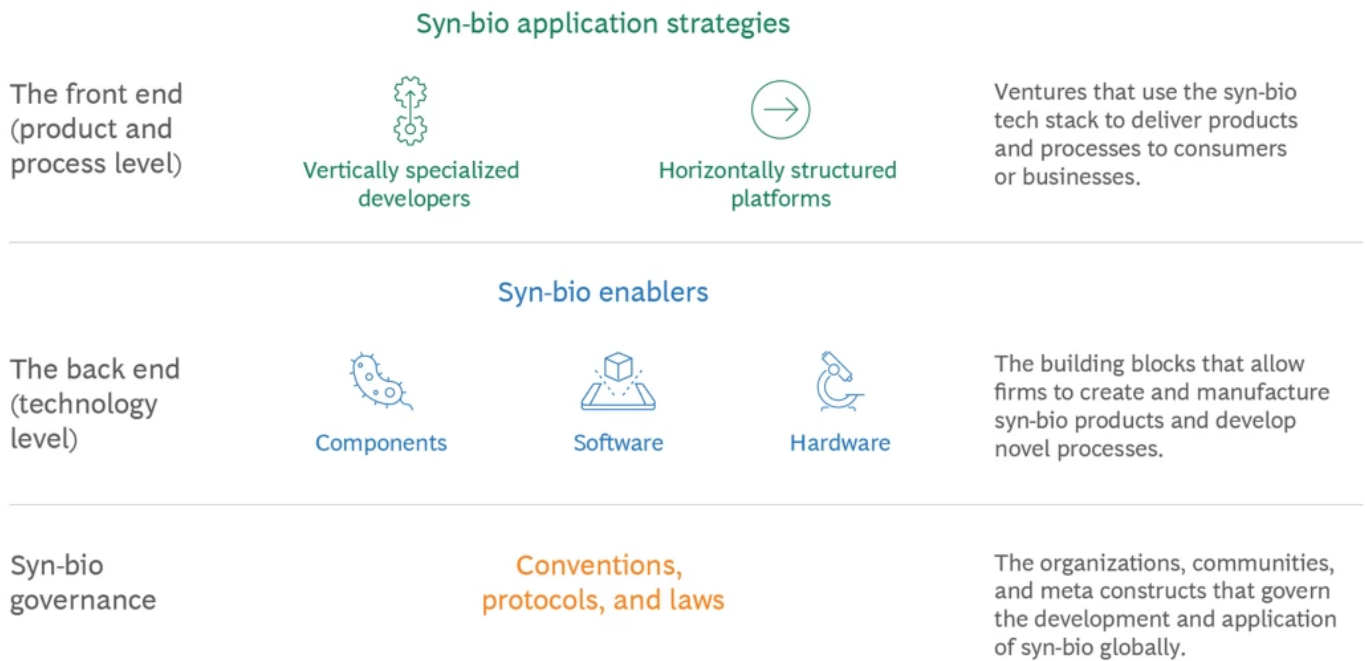 Syn-bio application strategies
The front end
(product and
process level)
Vertically specialized
developers
Horizontally structured
platforms
Ventures that use the syn-bio
tech stack to deliver products
and processes to consumers
or businesses.
Syn-bio enablers
The back end
(technology
level)
Components
Software
Hardware
The building blocks that allow
firms to create and manufacture
syn-bio products and develop
novel processes.
Syn-bio
governance
Conventions,
protocols, and laws
The organizations, communities,
and meta constructs that govern
the development and application
of syn-bio globally.